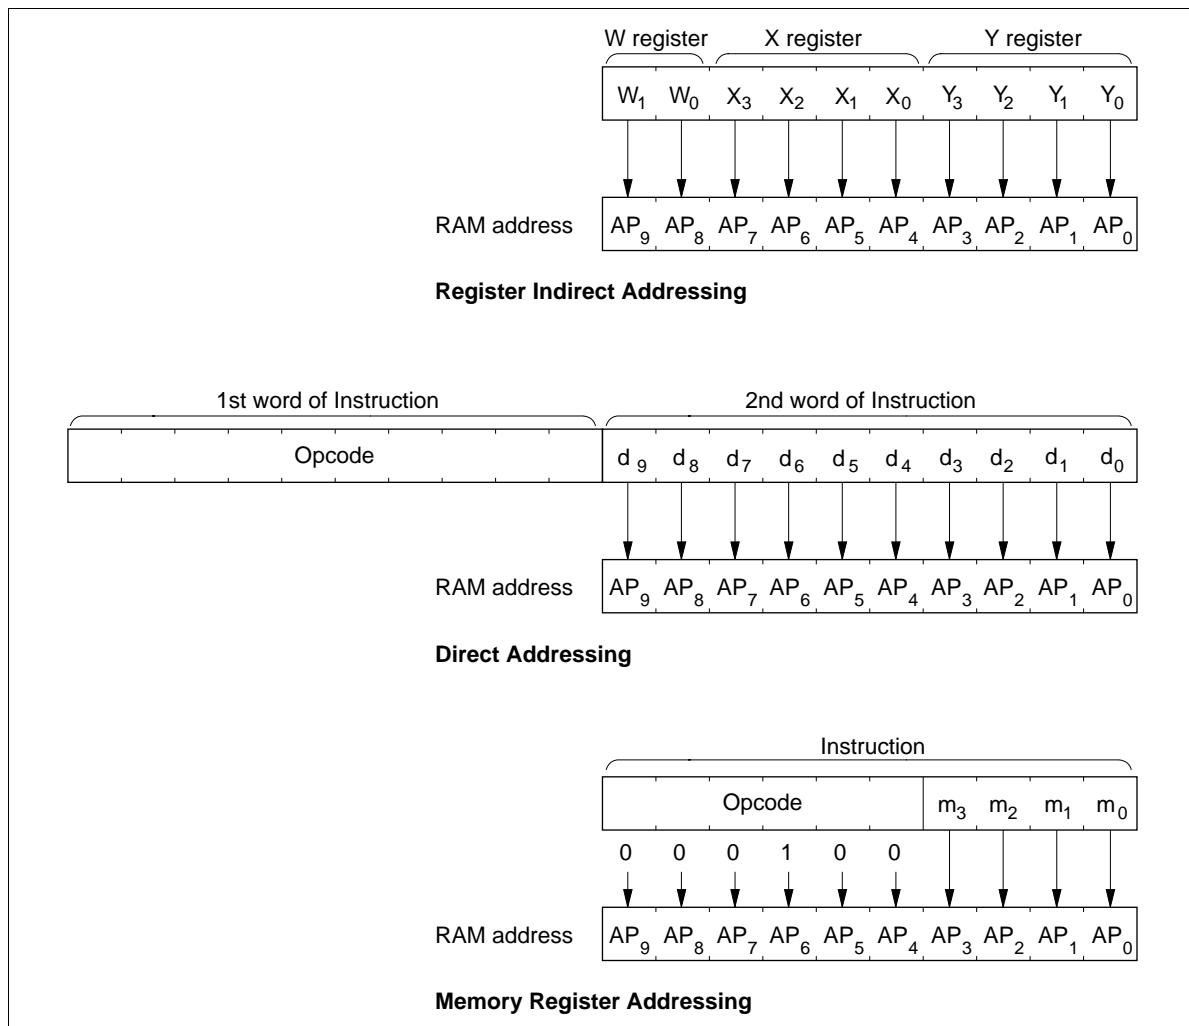 W register X register Y register
W1 W0 X3 X2 X1 X0 Y3 Y2 Y1 Y0
RAM address AP9 AP8 AP7 AP6 AP5 AP4 AP3 AP2 AP1 AP0
Register Indirect Addressing
1st word of Instruction 2nd word of Instruction
Opcode d9 d8 d7 d6 d5 d4 d3 d2 d1 d0
RAM address AP9 AP8 AP7 AP6 AP5 AP4 AP3 AP2 AP1 AP0
Direct Addressing
Instruction
Opcode m3 m2 m1 m0
0 0 0 1 0 0
RAM address AP9 AP8 AP7 AP6 AP5 AP4 AP3 AP2 AP1 AP0
Memory Register Addressing